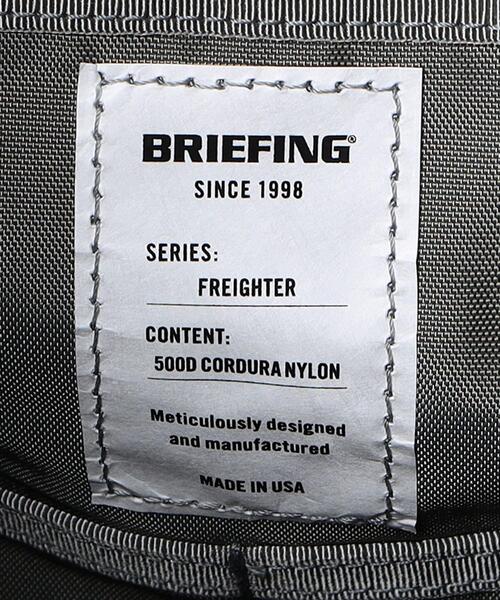 BRIEFING®
SINCE 1998
SERIES:
FREIGHTER
CONTENT:
500D CORDURA NYLON
Meticulously designed
and manufactured
MADE IN USA